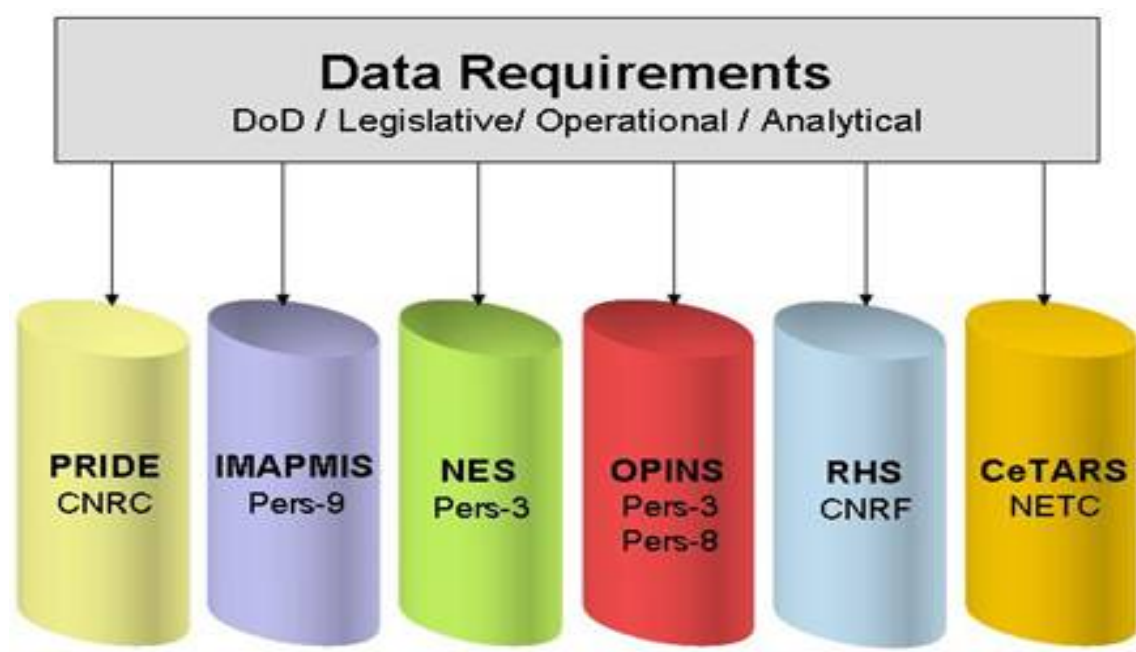 Data Requirements
DoD / Legislative/ Operational / Analytical
PRIDE
CNRC
IMAPMIS
Pers-9
NES
Pers-3
OPINS
Pers-3
Pers-8
RHS
CNRF
CeTARS
NETC